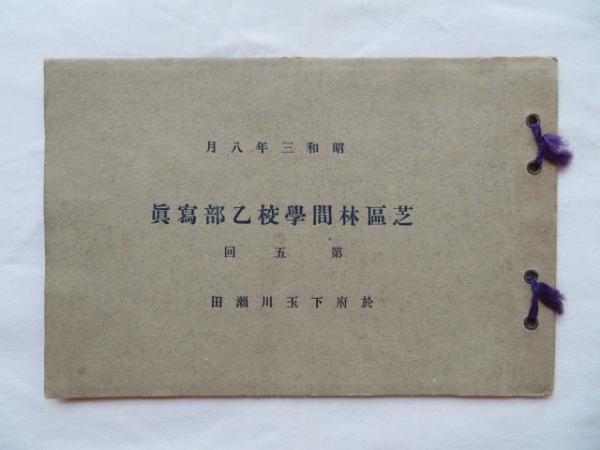 昭和三年八月
芝區林間學校乙部寫眞
第五回
於府下玉川瀨田